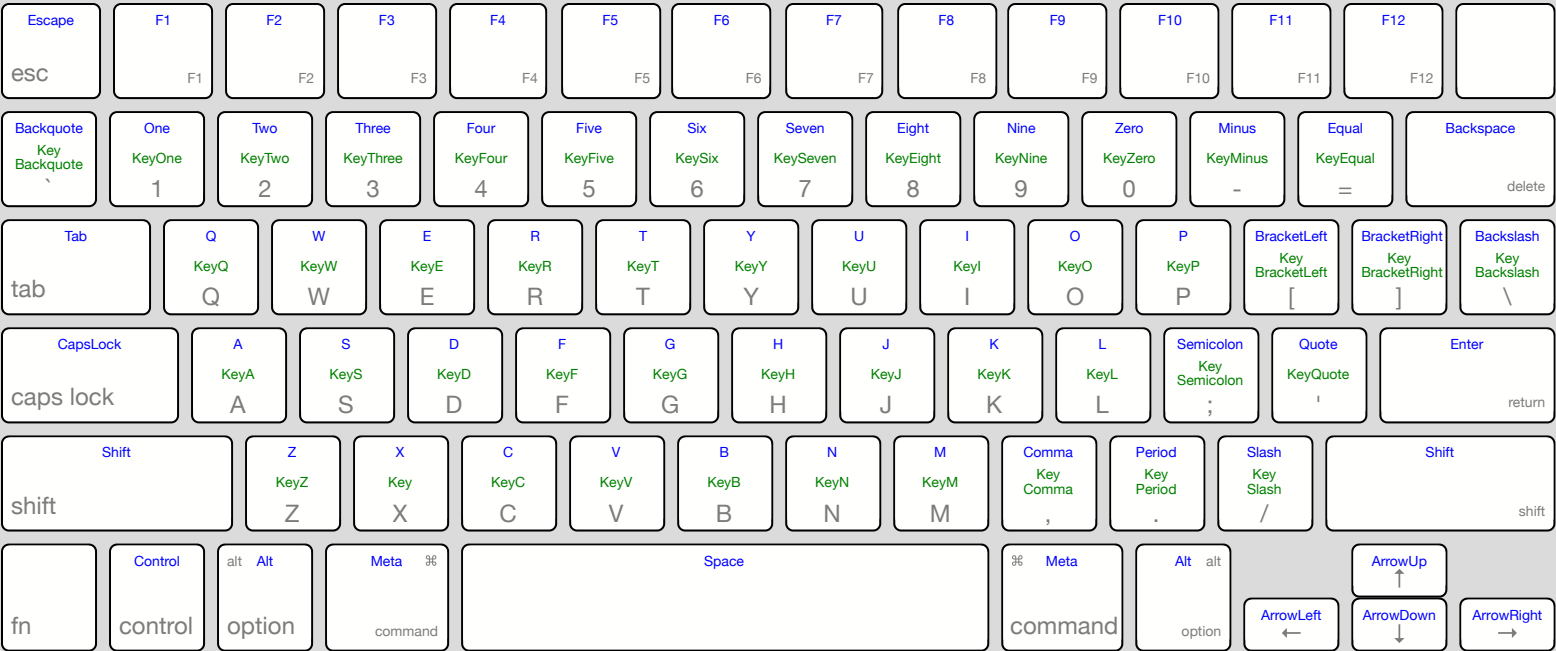 Escape F1 F2 F3 F4 F5 F6 F7 F8 F9 F10 F11 F12
esc F1 F2 F3 F4 F5 F6 F7 F8 F9 F10 F11 F12
Backquote One Two Three Four Five Six Seven Eight Nine Zero Minus Equal Backspace
Key
Backquote KeyOne KeyTwo KeyThree KeyFour KeyFive KeySix KeySeven KeyEight KeyNine KeyZero KeyMinus KeyEqual
` 1 2 3 4 5 6 7 8 9 0 - = delete
Tab Q W E R T Y U I O P BracketLeft BracketRight Backslash
KeyQ KeyW KeyE KeyR KeyT KeyY KeyU KeyI KeyO KeyP Key Key Key
BracketLeft BracketRight Backslash
tab Q W E R T Y U I O P [ ] \
CapsLock A S D F G H J K L Semicolon Quote Enter
KeyA KeyS KeyD KeyF KeyG KeyH KeyJ KeyK KeyL Key KeyQuote
Semicolon
caps lock A S D F G H J K L ; ' return
Shift Z X C V B N M Comma Period Slash Shift
KeyZ Key KeyC KeyV KeyB KeyN KeyM Key Key Key
Comma Period Slash
shift Z X C V B N M , . / shift
Control alt Alt Meta ⌘ Space ⌘ Meta Alt alt ArrowUp
↑
ArrowLeft ArrowDown ArrowRight
fn control option command command option ← ↓ →